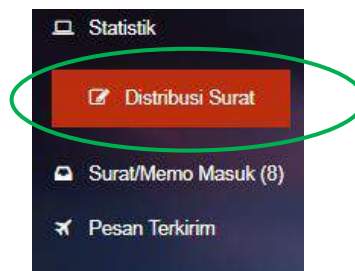 Statistik
Distribusi Surat
Surat/Memo Masuk (8)
Pesan Terkirim